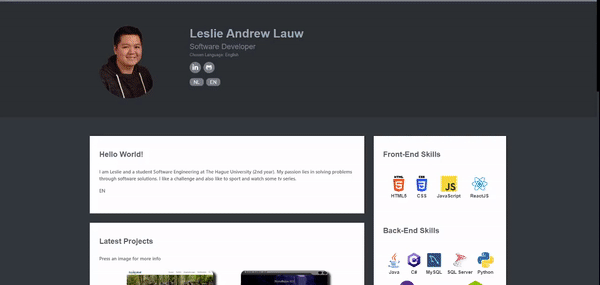 Leslie Andrew Lauw
Software Developer
Chosen Language: English
NL EN
Hello World!
I am Leslie and a student Software Engineering at The Hague University (2nd year). My passion lies in solving problems
through software solutions. I like a challenge and also like to sport and watch some tv series.
EN
Latest Projects
Press an image for more info
Front-End Skills
HTML5 CSS JavaScript ReactJS
Back-End Skills
Java C# MySQL SQL Server Python